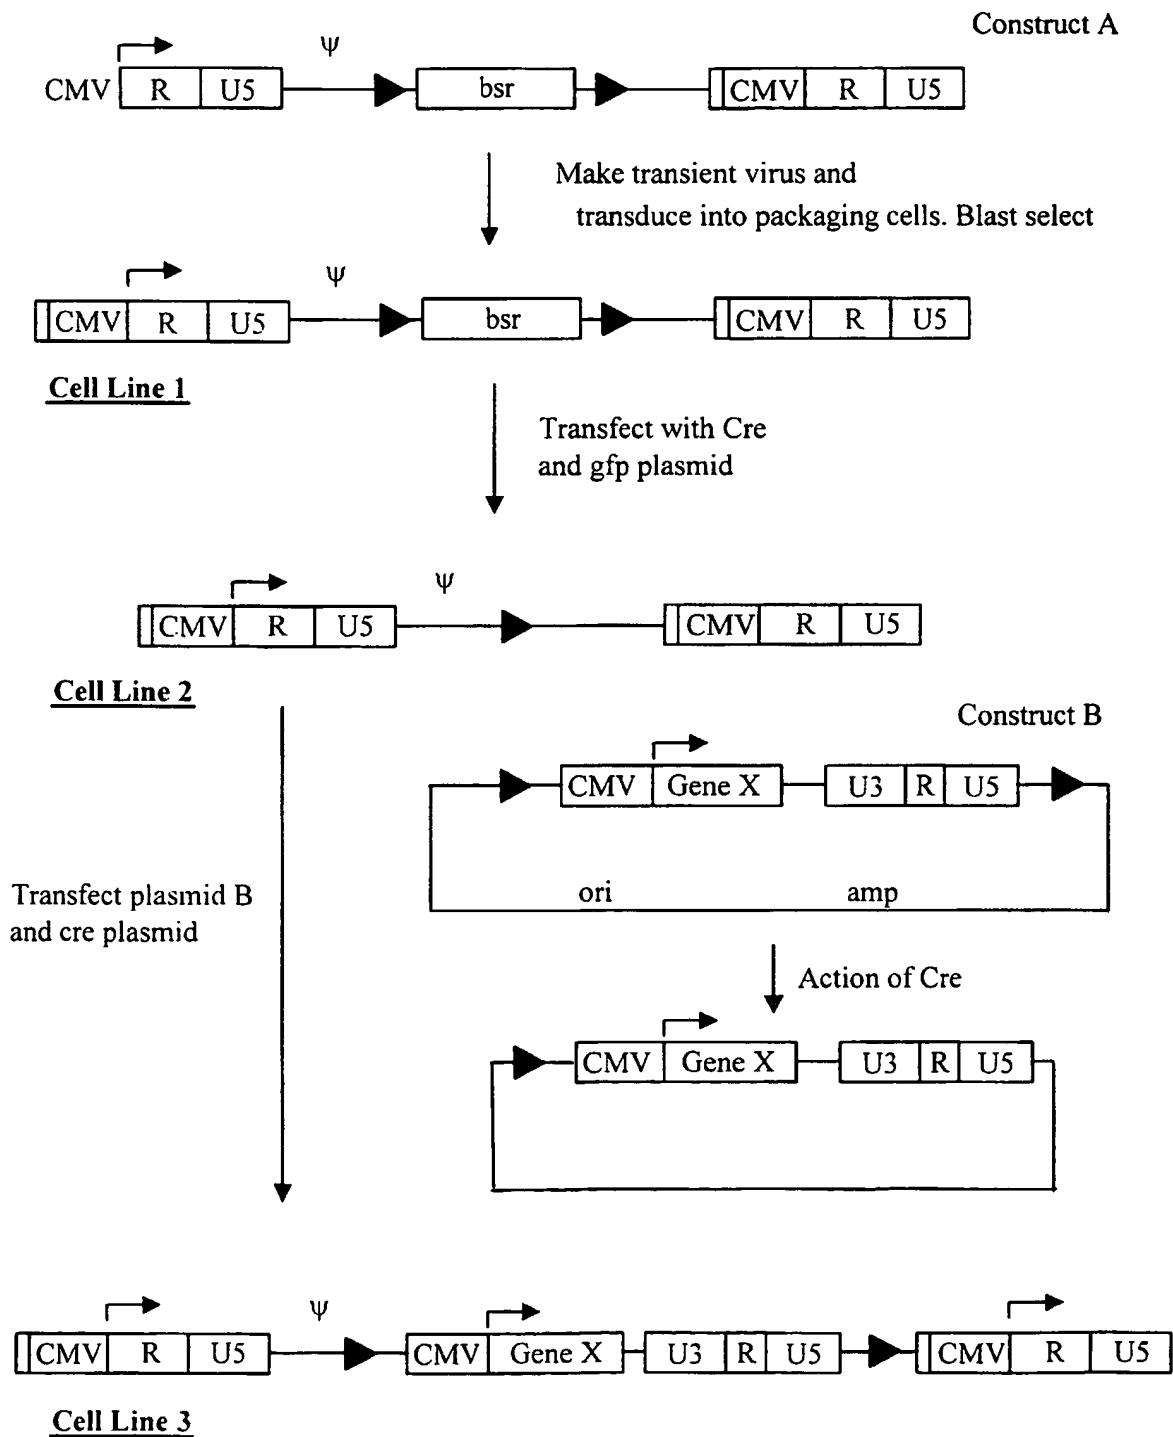 Construct A
ψ
CMV R U5 bsr CMV R U5
Make transient virus and
transduce into packaging cells. Blast select
ψ
CMV R U5 bsr CMV R U5
Cell Line 1
Transfect with Cre
and gfp plasmid
ψ
CMV R U5 CMV R U5
Cell Line 2
Construct B
CMV Gene X U3 R U5
ori amp
Transfect plasmid B
and cre plasmid
Action of Cre
CMV Gene X U3 R U5
ψ
CMV R U5 CMV Gene X U3 R U5 CMV R U5
Cell Line 3